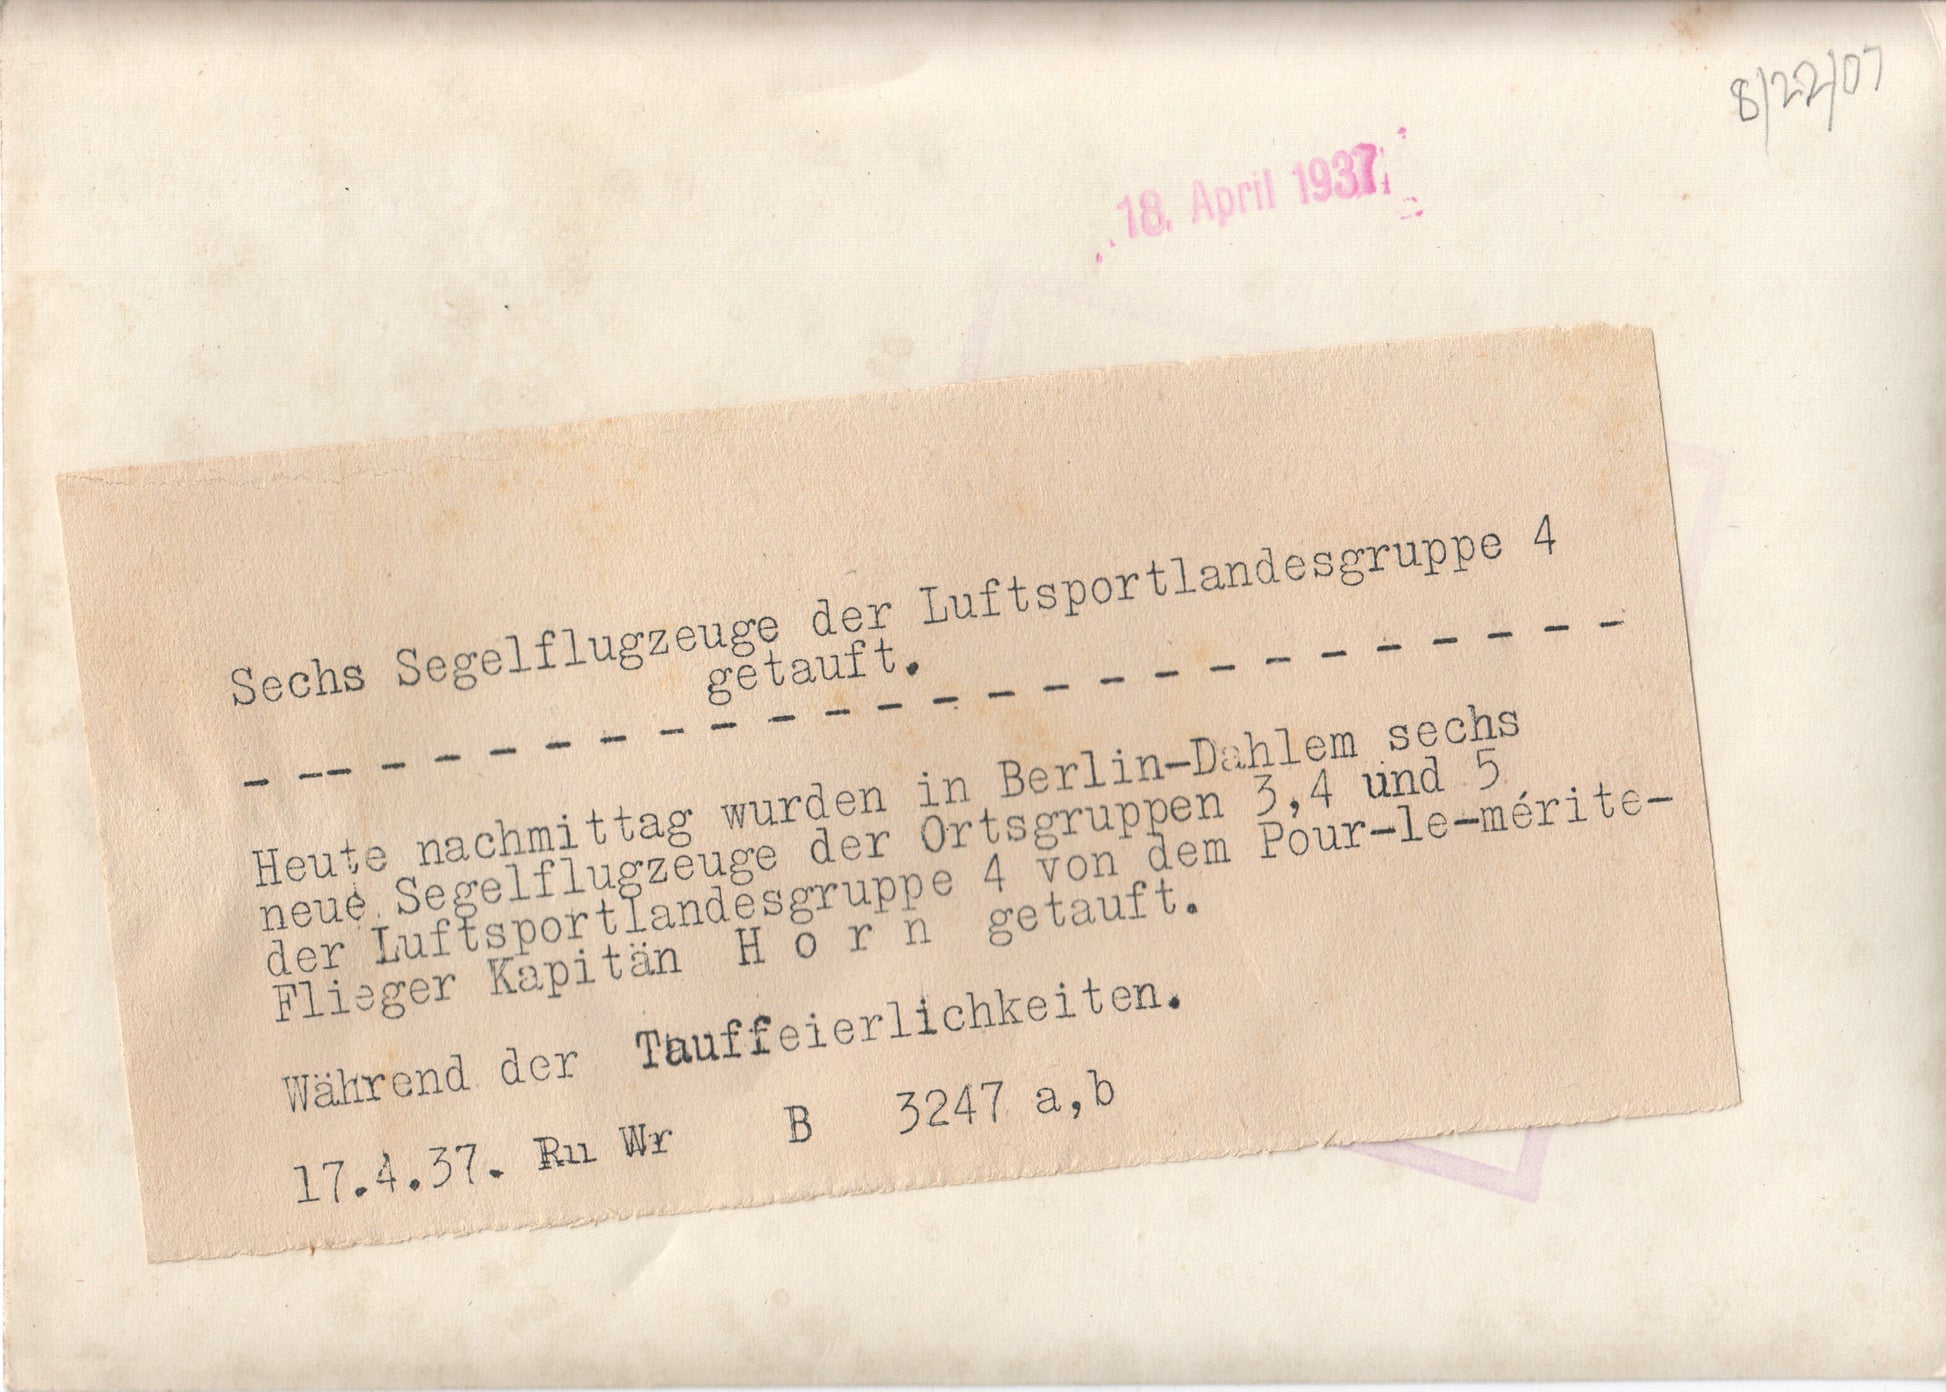 8/22/07
18. April 1937
Sechs Segelflugzeuge der Luftsportlandesgruppe 4
getauft.
- -- - - - - - - - - - - - - - - - - - - - - - - -
Heute nachmittag wurden in Berlin-Dahlem sechs
neue Segelflugzeuge der Ortsgruppen 3,4 und 5
der Luftsportlandesgruppe 4 von dem Pour-le-mérite-
Flieger Kapitän H o r n getauft.
Während der Tauffeierlichkeiten.
17.4.37. Ru Wr B 3247 a,b